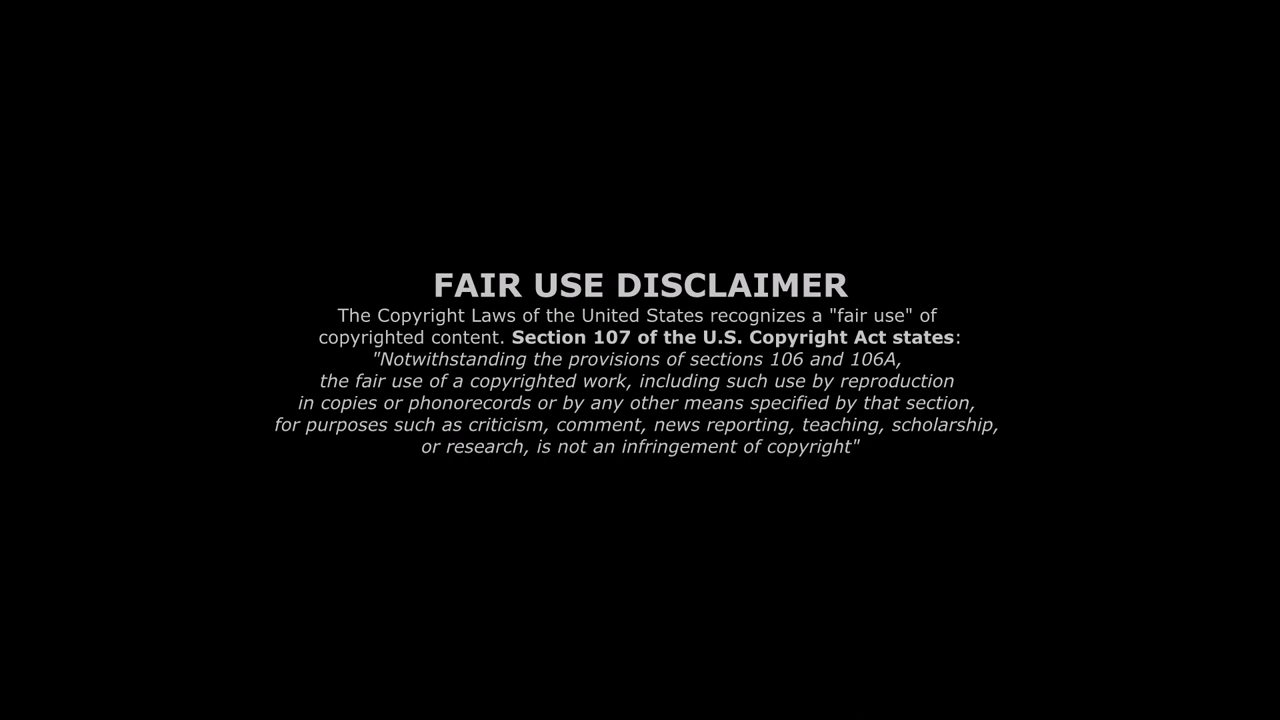 FAIR USE DISCLAIMER
The Copyright Laws of the United States recognizes a "fair use" of
copyrighted content. Section 107 of the U.S. Copyright Act states:
"Notwithstanding the provisions of sections 106 and 106A,
the fair use of a copyrighted work, including such use by reproduction
in copies or phonorecords or by any other means specified by that section,
for purposes such as criticism, comment, news reporting, teaching, scholarship,
or research, is not an infringement of copyright"